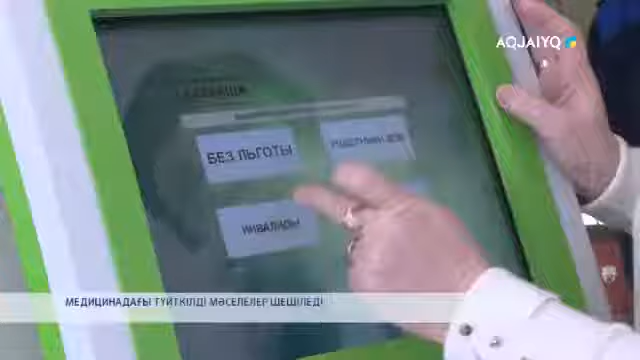 AQJAIYQ
БЕЗ ЛЬГОТЫ
ИНВАЛИДЫ
МЕДИЦИНАДАҒЫ ТҮЙТКІЛДІ МӘСЕЛЕЛЕР ШЕШІЛЕДІ